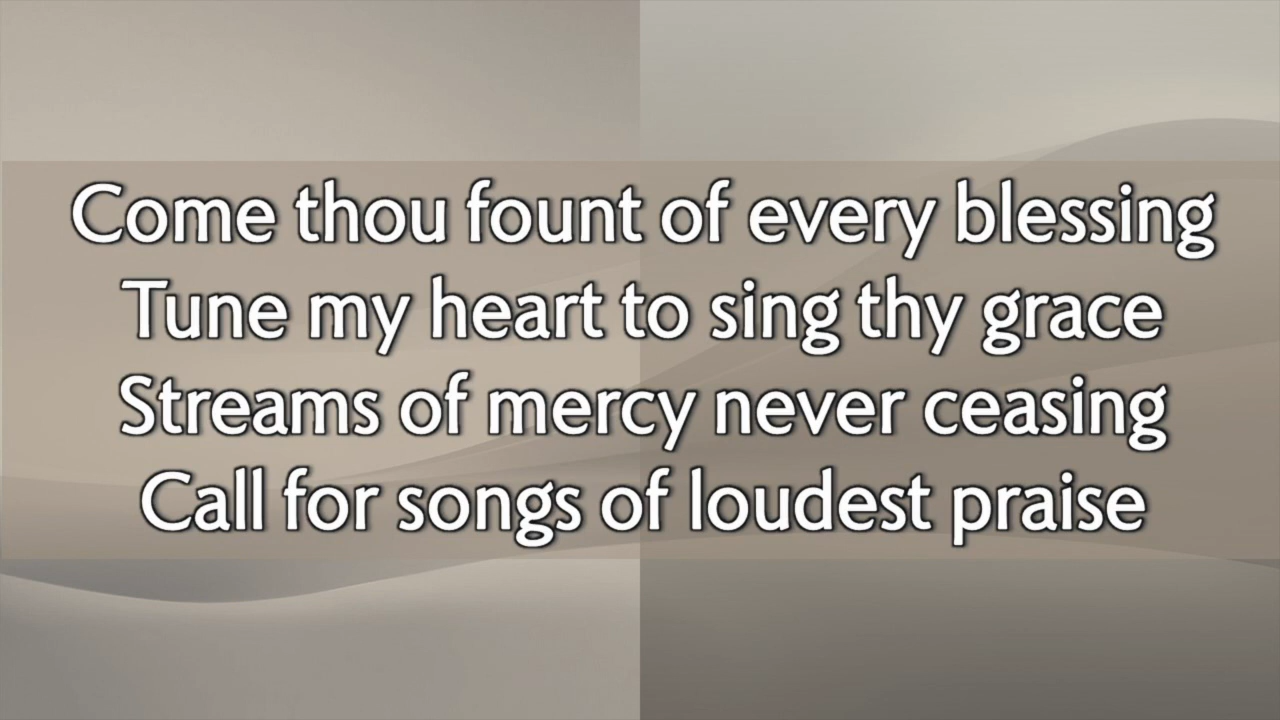 Come thou fount of every blessing
Tune my heart to sing thy grace
Streams of mercy never ceasing
Call for songs of loudest praise